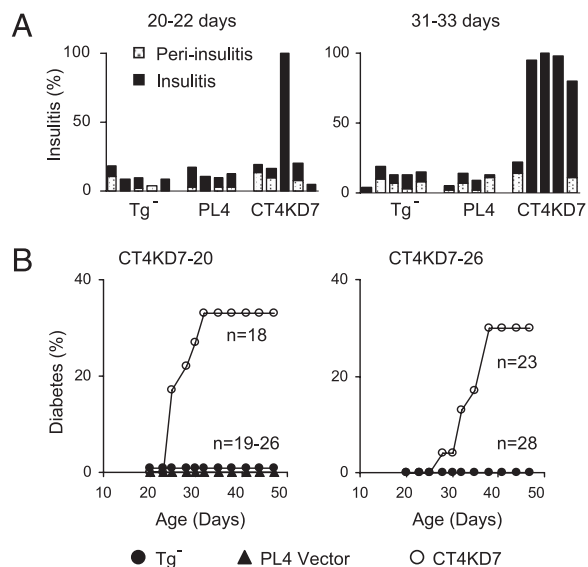 A
20-22 days
31-33 days
Insulitis (%)
100
50
0
Peri-insulitis
Insulitis
Tg⁻
PL4
CT4KD7
100
50
0
Tg⁻
PL4
CT4KD7
B
CT4KD7-20
CT4KD7-26
Diabetes (%)
40
20
0
n=18
n=19-26
10
20
30
40
50
Age (Days)
40
20
0
n=23
n=28
10
20
30
40
50
Age (Days)
Tg⁻
PL4 Vector
CT4KD7